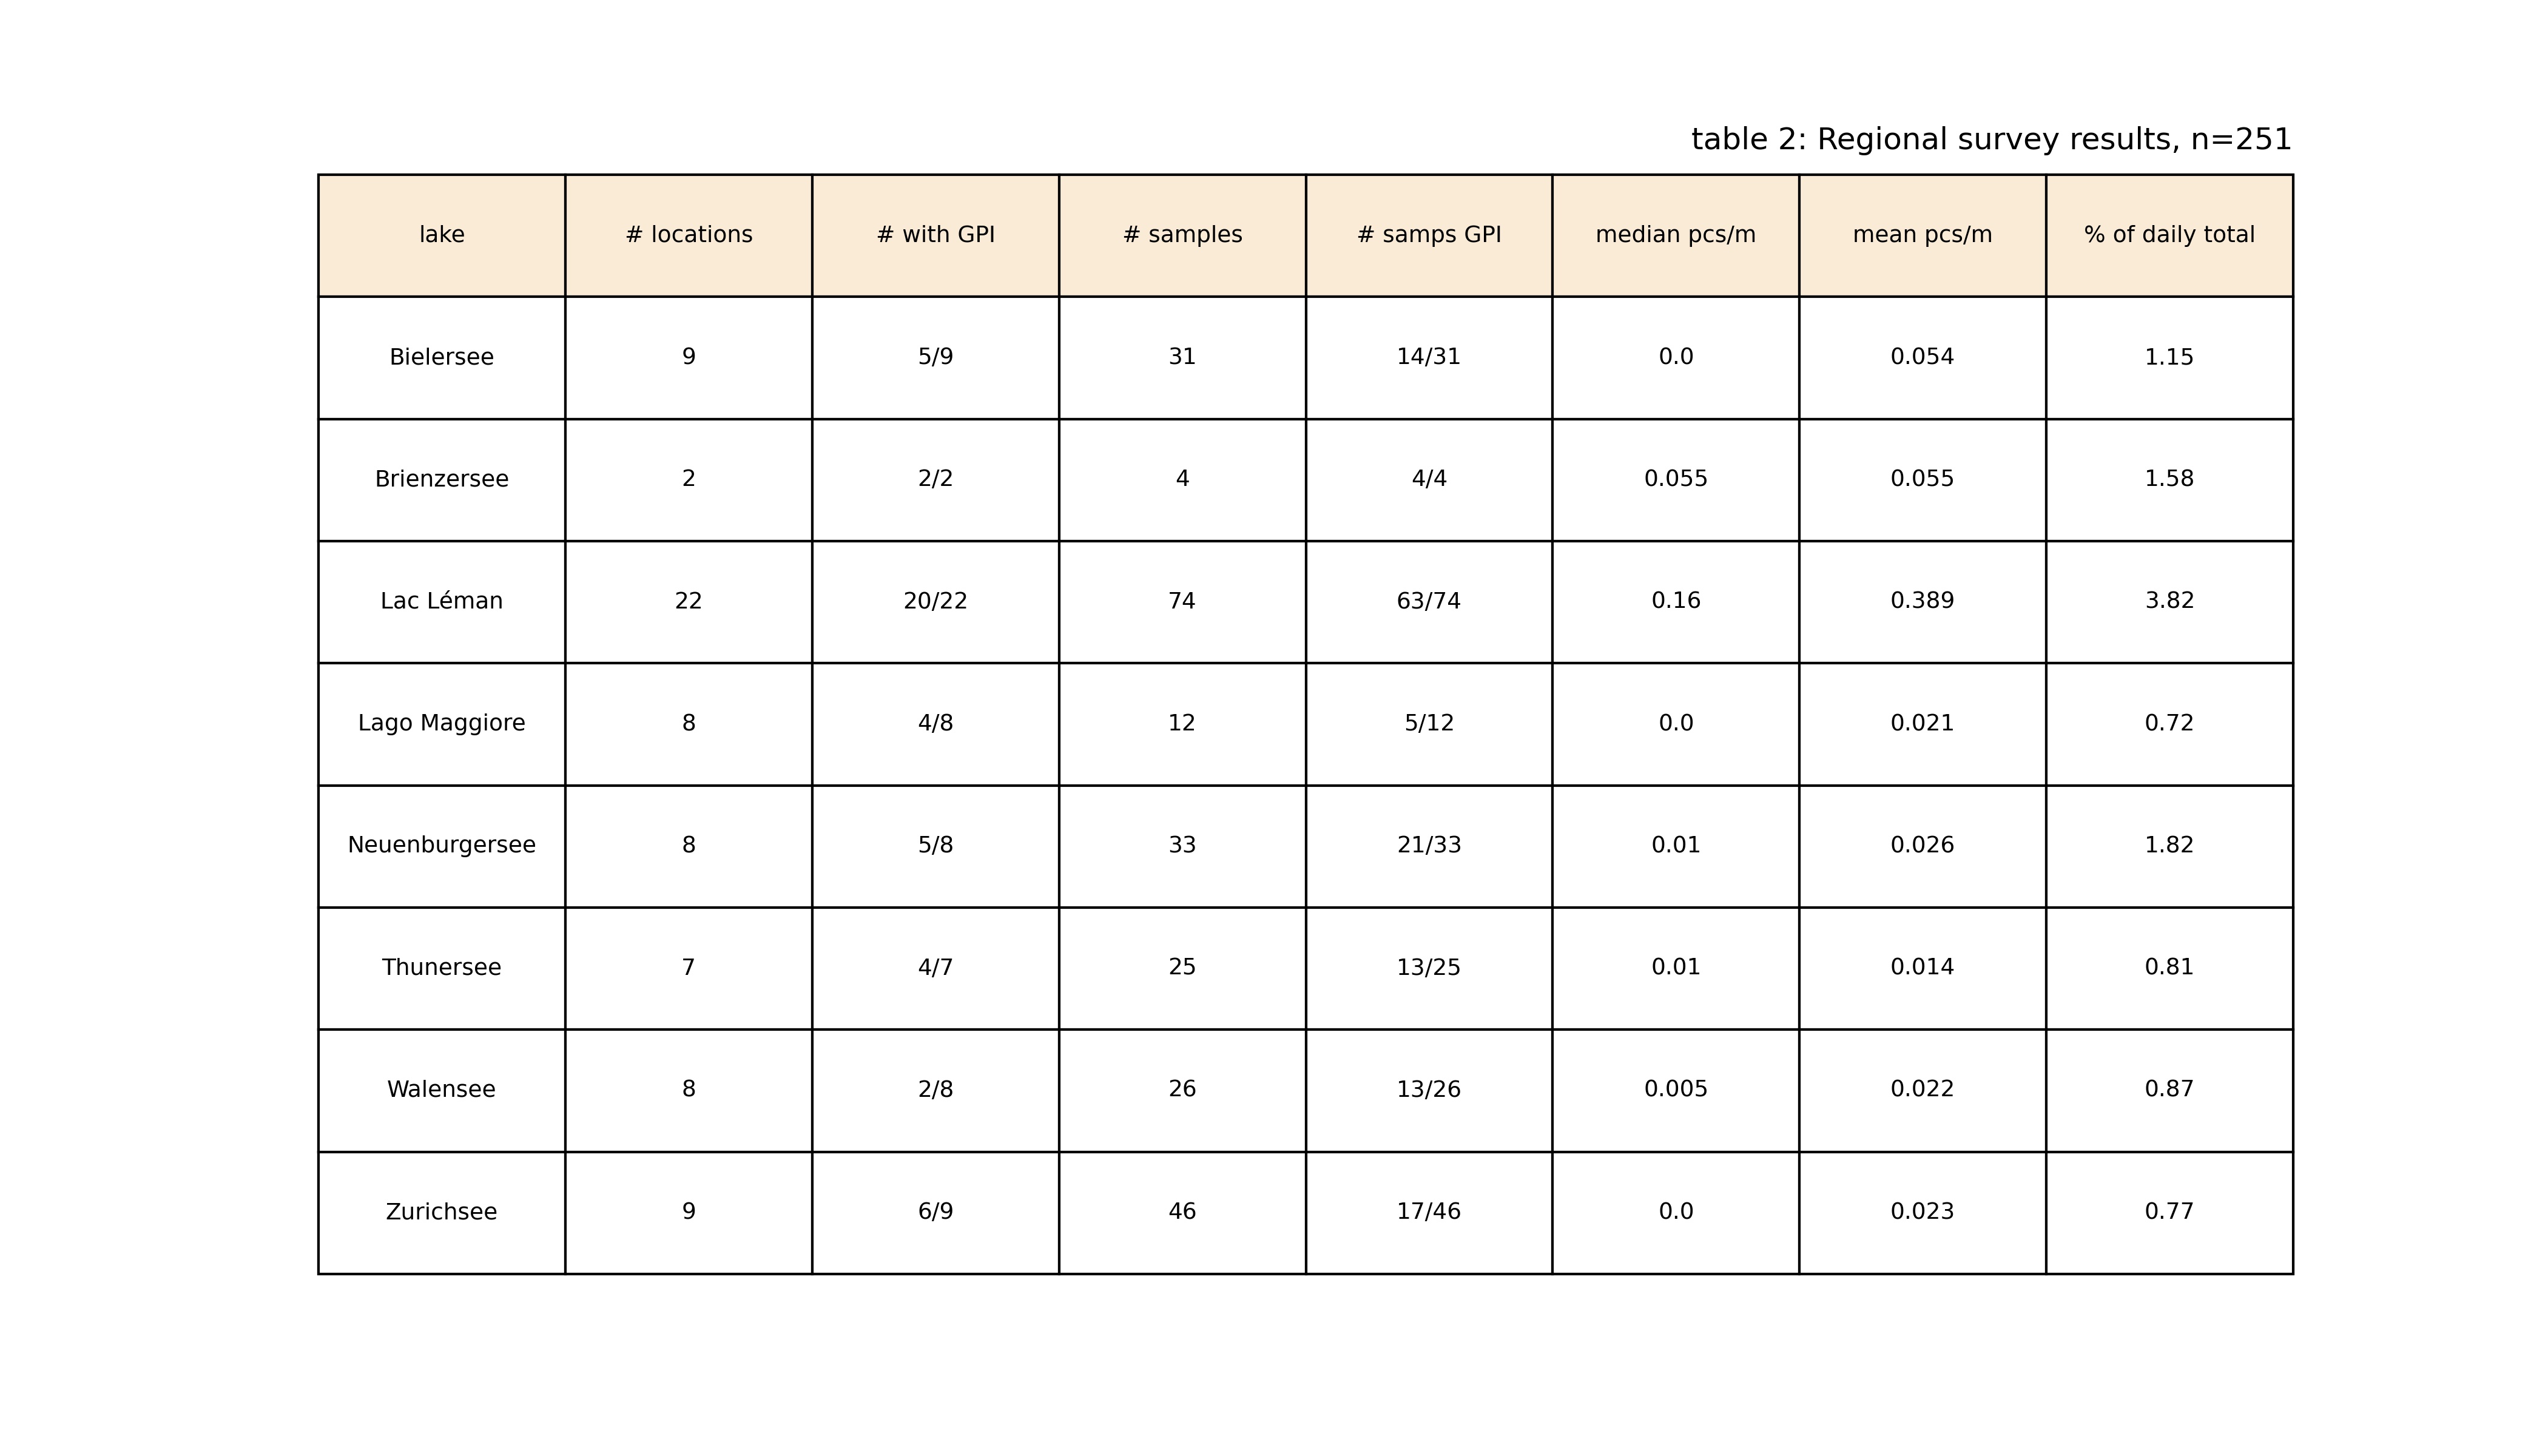 table 2: Regional survey results, n=251
lake # locations # with GPI # samples # samps GPI median pcs/m mean pcs/m % of daily total
Bielersee 9 5/9 31 14/31 0.0 0.054 1.15
Brienzersee 2 2/2 4 4/4 0.055 0.055 1.58
Lac Léman 22 20/22 74 63/74 0.16 0.389 3.82
Lago Maggiore 8 4/8 12 5/12 0.0 0.021 0.72
Neuenburgersee 8 5/8 33 21/33 0.01 0.026 1.82
Thunersee 7 4/7 25 13/25 0.01 0.014 0.81
Walensee 8 2/8 26 13/26 0.005 0.022 0.87
Zurichsee 9 6/9 46 17/46 0.0 0.023 0.77